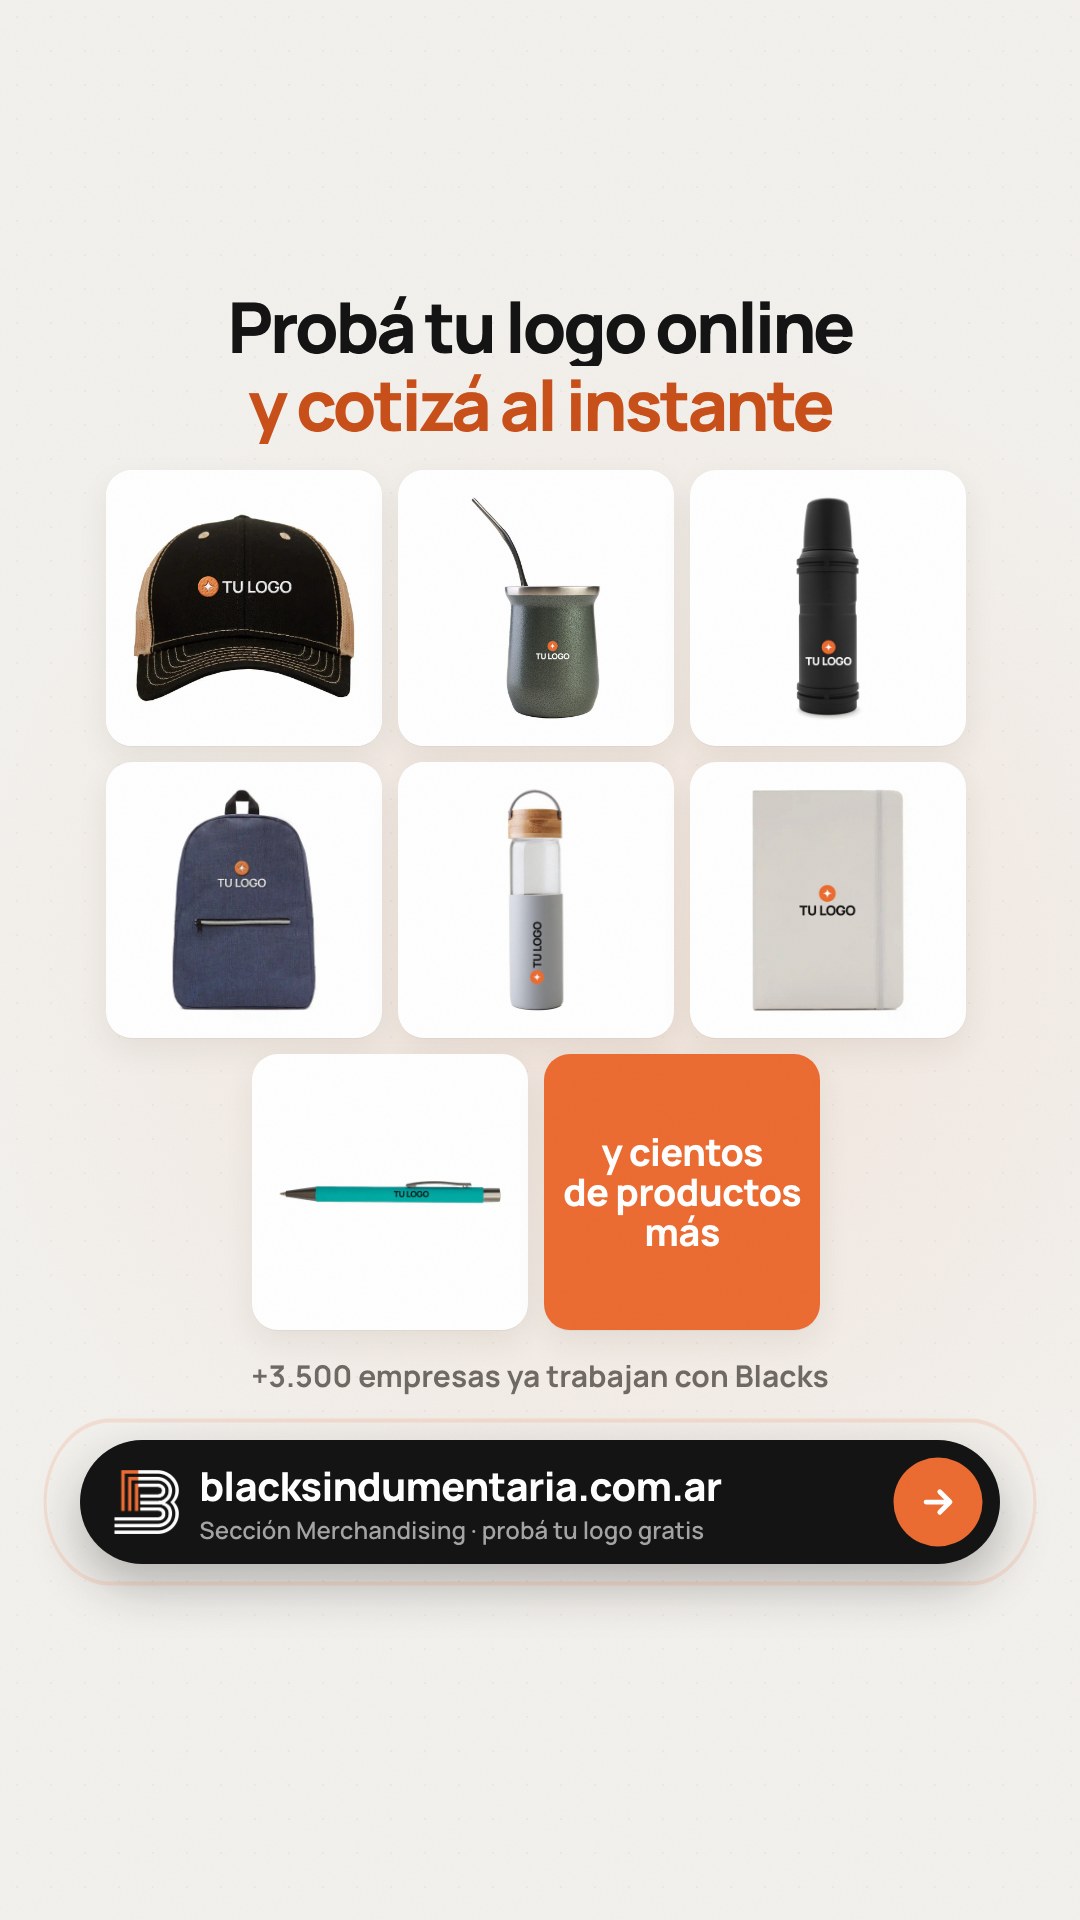 Probá tu logo online
y cotizá al instante
TU LOGO
TU LOGO
TU LOGO
TU LOGO
TU LOGO
TU LOGO
TU LOGO
y cientos
de productos
más
+3.500 empresas ya trabajan con Blacks
blacksindumentaria.com.ar
Sección Merchandising · probá tu logo gratis